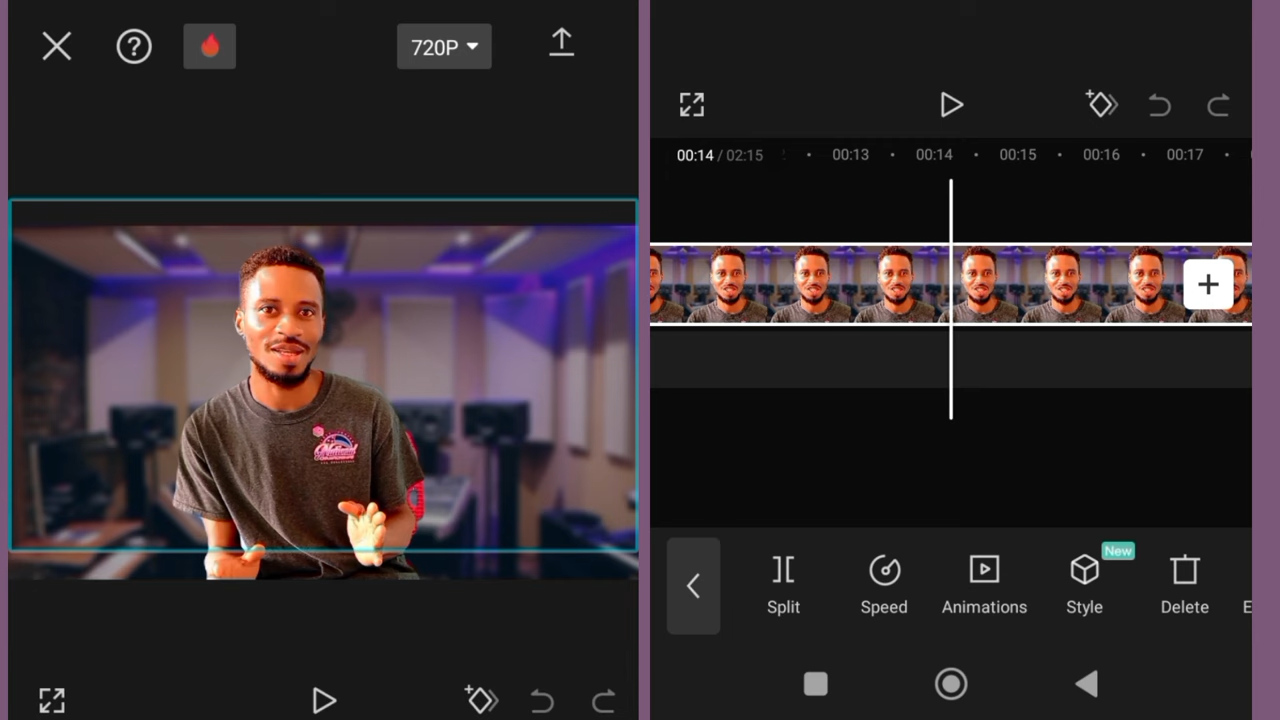 720P
00:14 / 02:15
00:13
00:14
00:15
00:16
00:17
Split
Speed
Animations
Style
New
Delete
E